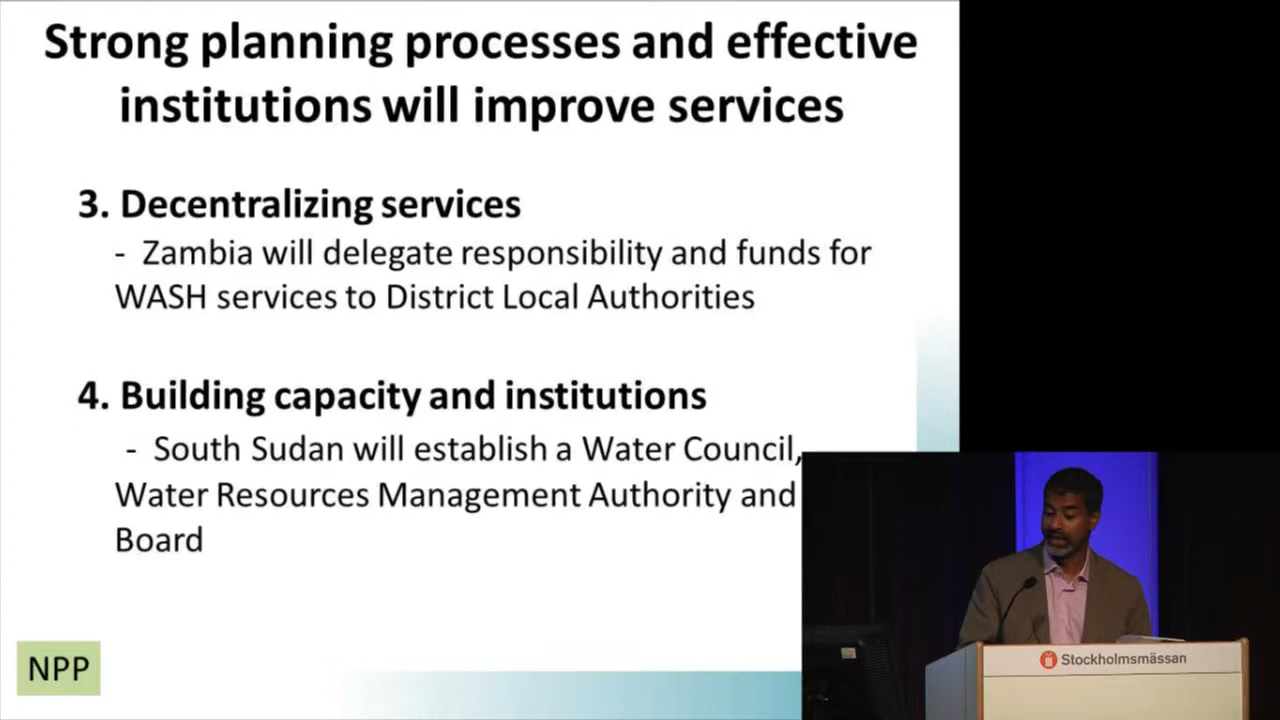 Strong planning processes and effective
institutions will improve services
3. Decentralizing services
- Zambia will delegate responsibility and funds for
WASH services to District Local Authorities
4. Building capacity and institutions
- South Sudan will establish a Water Council,
Water Resources Management Authority and
Board
NPP
Stockholmsmässan